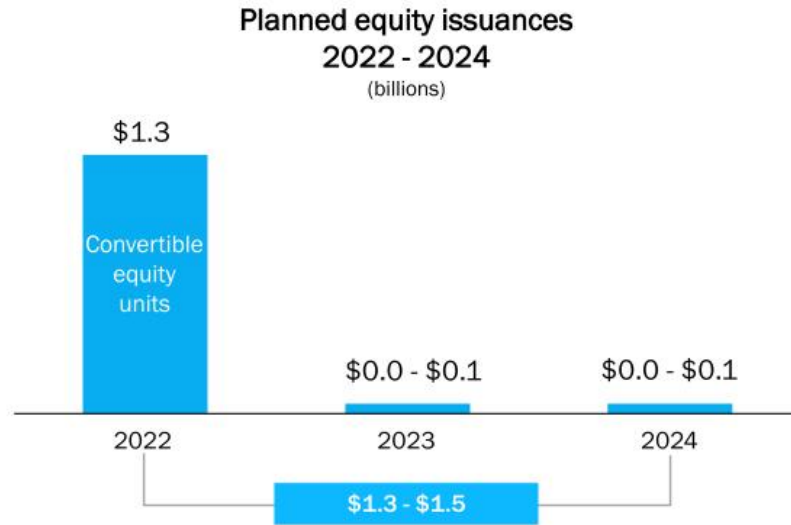 Planned equity issuances
2022 - 2024
(billions)
$1.3
Convertible
equity
units
$0.0 - $0.1
$0.0 - $0.1
2022
2023
2024
$1.3 - $1.5